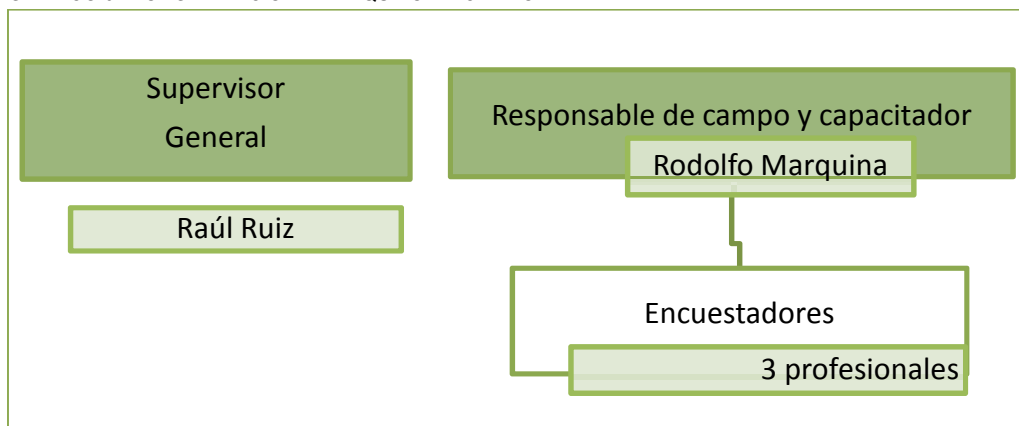 Supervisor
General
Raúl Ruiz
Responsable de campo y capacitador
Rodolfo Marquina
Encuestadores
3 profesionales